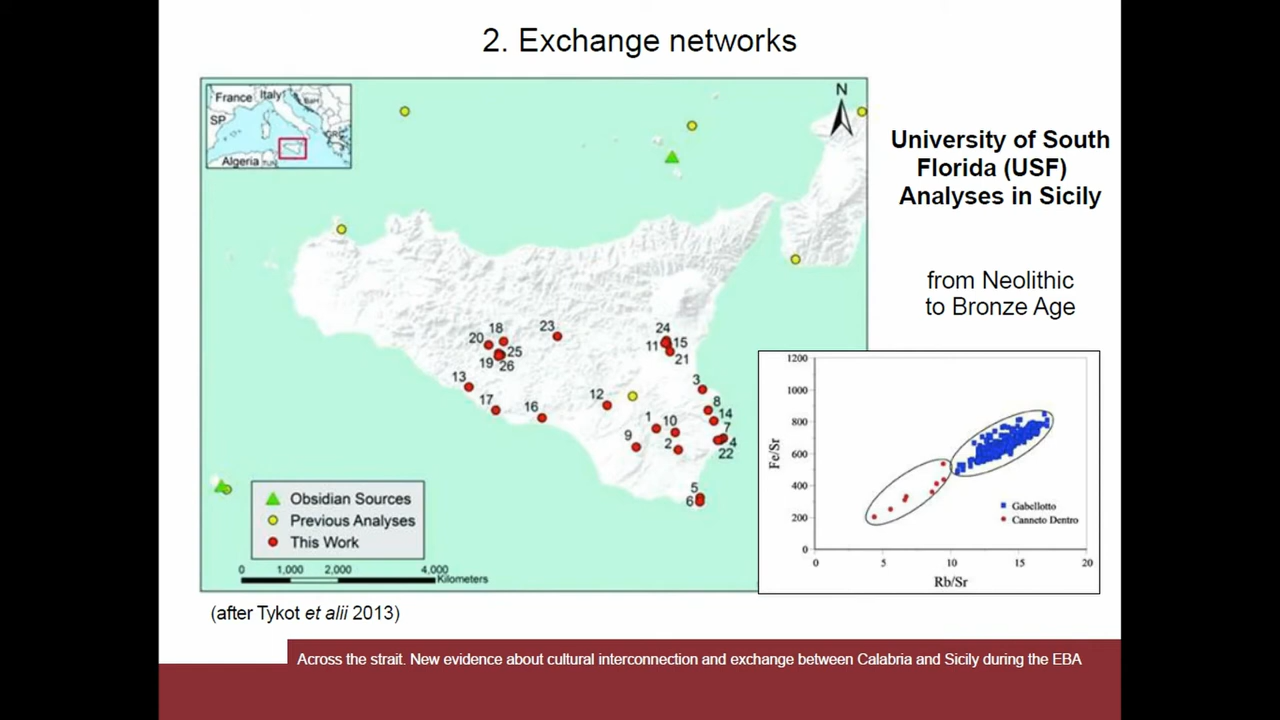 2. Exchange networks
France
Italy
BaH
SP
GRC
Algeria
TUN
N
University of South
Florida (USF)
Analyses in Sicily
from Neolithic
to Bronze Age
24
23
18
20
15
11
25
21
19
26
13
3
12
17
8
16
14
1
10
7
9
2
4
22
5
6
Obsidian Sources
Previous Analyses
This Work
0 1,000 2,000 4,000
Kilometers
1200
1000
800
600
400
200
0
Fe/Sr
Gabellotto
Canneto Dentro
0 5 10 15 20
Rb/Sr
(after Tykot et alii 2013)
Across the strait. New evidence about cultural interconnection and exchange between Calabria and Sicily during the EBA